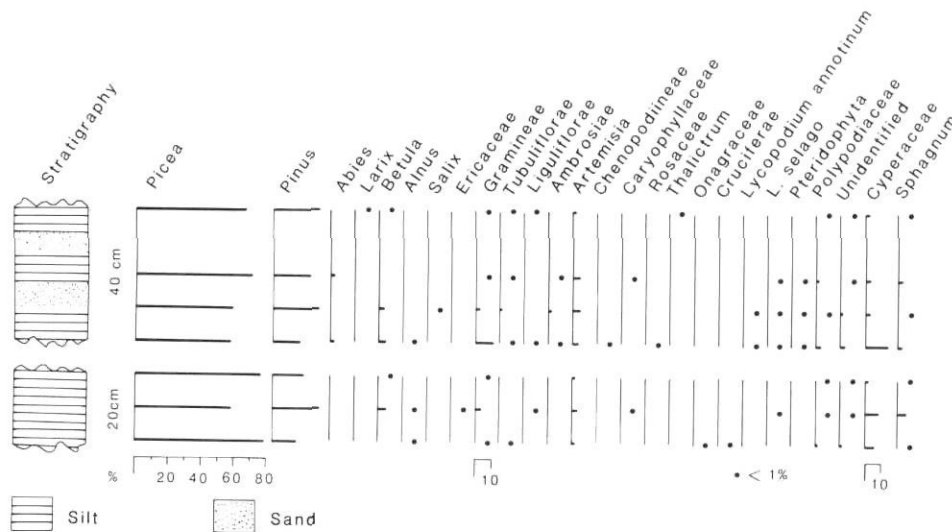 Stratigraphy
Picea
Pinus
Abies
Larix
Betula
Alnus
Salix
Ericaceae
Gramineae
Tubuliflorae
Liguliflorae
Ambrosiae
Artemisia
Chenopodiineae
Caryophyllaceae
Rosaceae
Thalictrum
Onagraceae
Cruciferae
Lycopodium annotinum
L. selago
Pteridophyta
Polypodiaceae
Unidentified
Cyperaceae
Sphagnum
40 cm
20cm
% 20 40 60 80
10
• < 1%
10
Silt
Sand